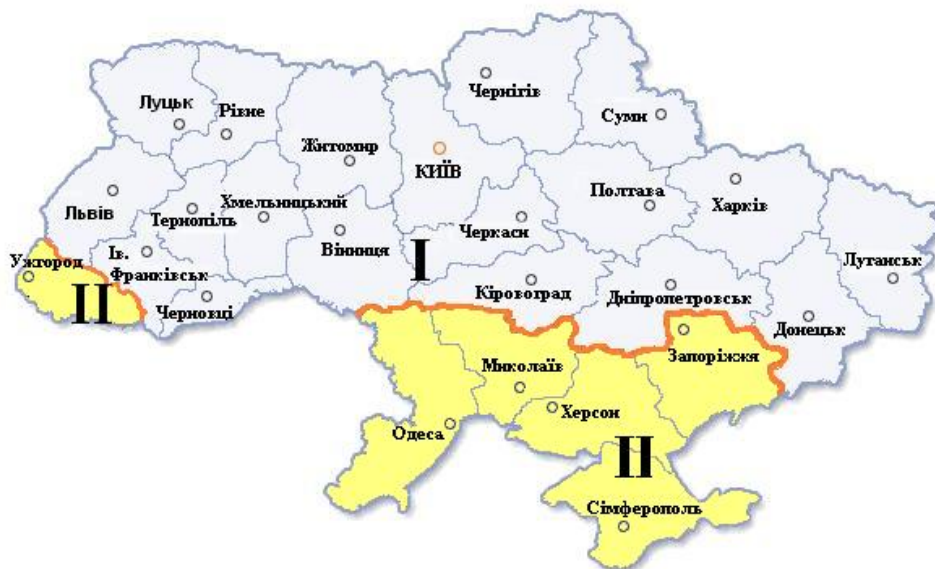 Чернігів
Луцьк
Рівне
Суми
Житомир
КИЇВ
Полтава
Харків
Львів
Тернопіль
Хмельницький
Черкаси
Вінниця
Ів.
Франківськ
Ужгород
I
Луганськ
Кіровоград
Дніпропетровськ
II
Черновці
Донецьк
Запоріжжя
Миколаїв
Херсон
Одеса
II
Сімферополь